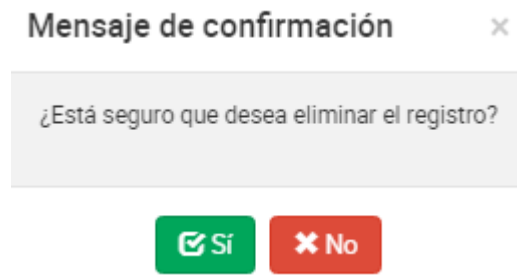 Mensaje de confirmación
¿Está seguro que desea eliminar el registro?
Sí No